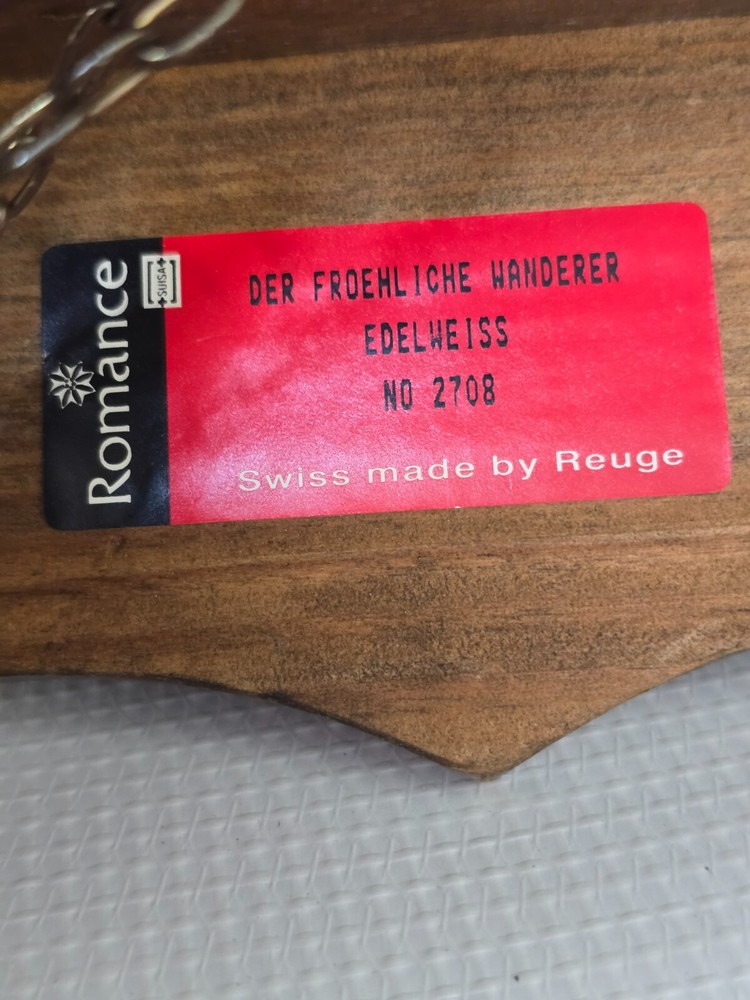 Romance
SUISA
DER FROEHLICHE WANDERER
EDELWEISS
NO 2708
Swiss made by Reuge